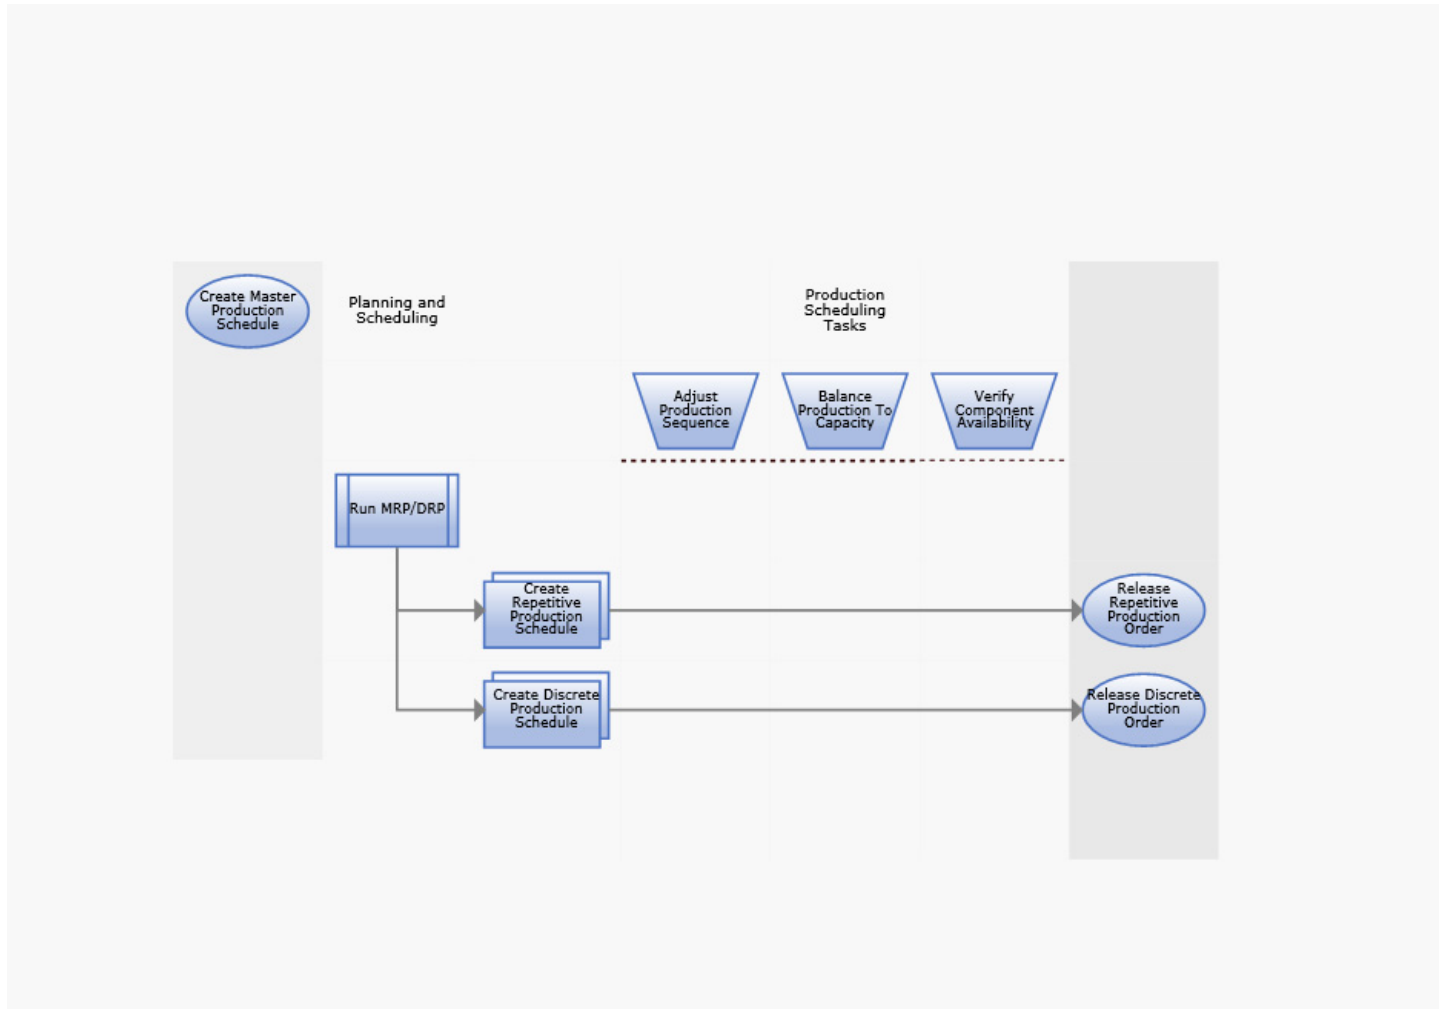 Create Master
Production
Schedule
Planning and
Scheduling
Production
Scheduling
Tasks
Adjust
Production
Sequence
Balance
Production To
Capacity
Verify
Component
Availability
Run MRP/DRP
Create
Repetitive
Production
Schedule
Release
Repetitive
Production
Order
Create Discrete
Production
Schedule
Release Discrete
Production
Order